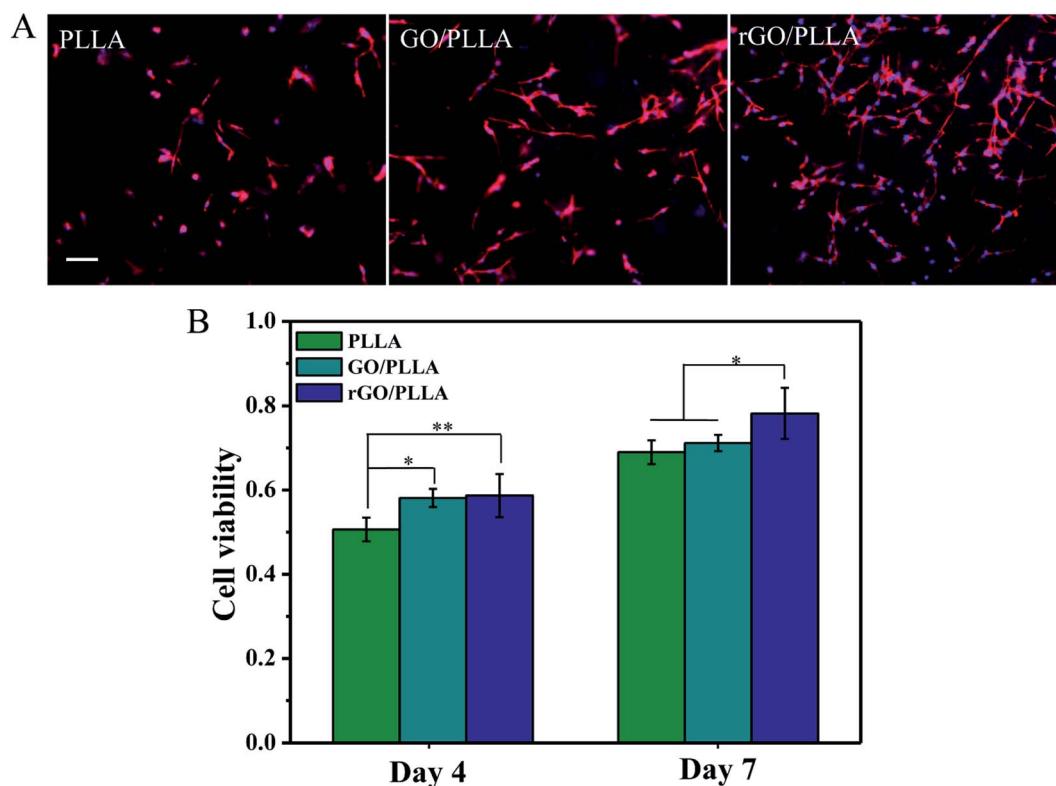 A
PLLA
GO/PLLA
rGO/PLLA
B
Cell viability
1.0
0.8
0.6
0.4
0.2
0.0
PLLA
GO/PLLA
rGO/PLLA
*
**
*
Day 4
Day 7